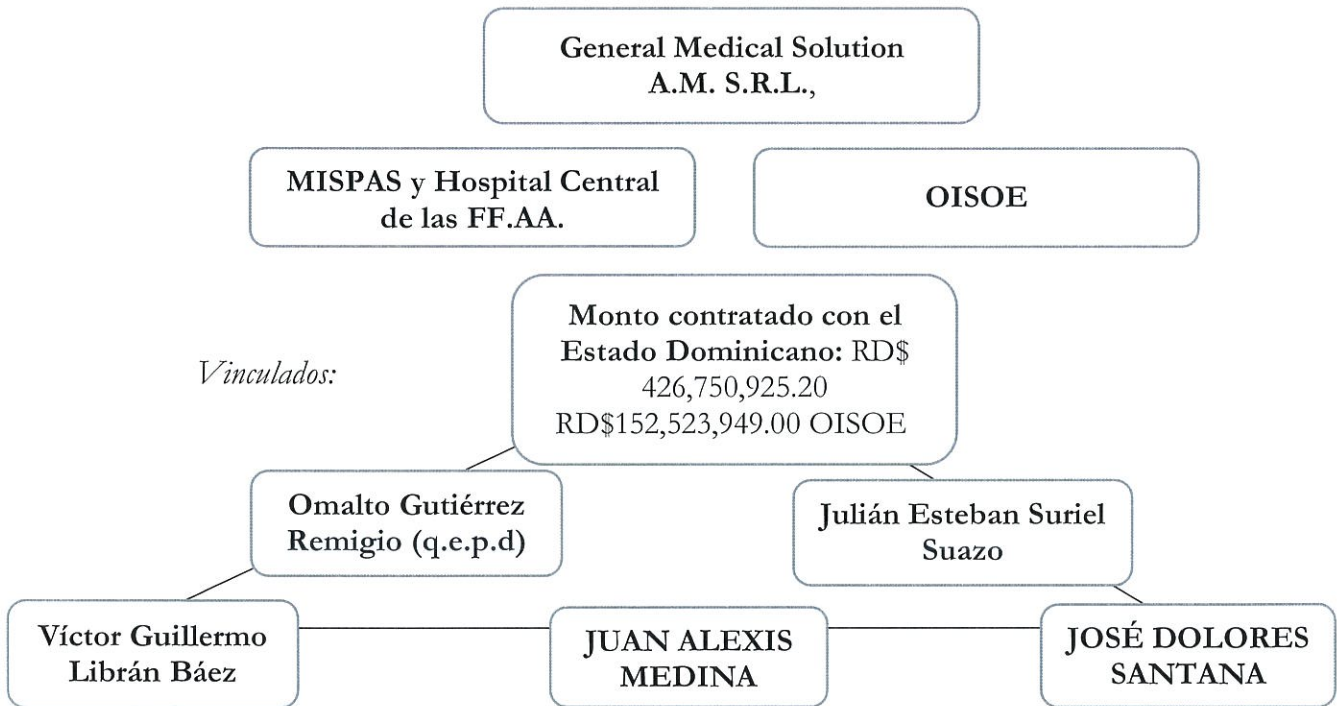 General Medical Solution
A.M. S.R.L.,
MISPAS y Hospital Central
de las FF.AA.
OISOE
Monto contratado con el
Estado Dominicano: RD$
426,750,925.20
RD$152,523,949.00 OISOE
Vinculados:
Omalto Gutiérrez
Remigio (q.e.p.d)
Julián Esteban Suriel
Suazo
Víctor Guillermo
Librán Báez
JUAN ALEXIS
MEDINA
JOSÉ DOLORES
SANTANA